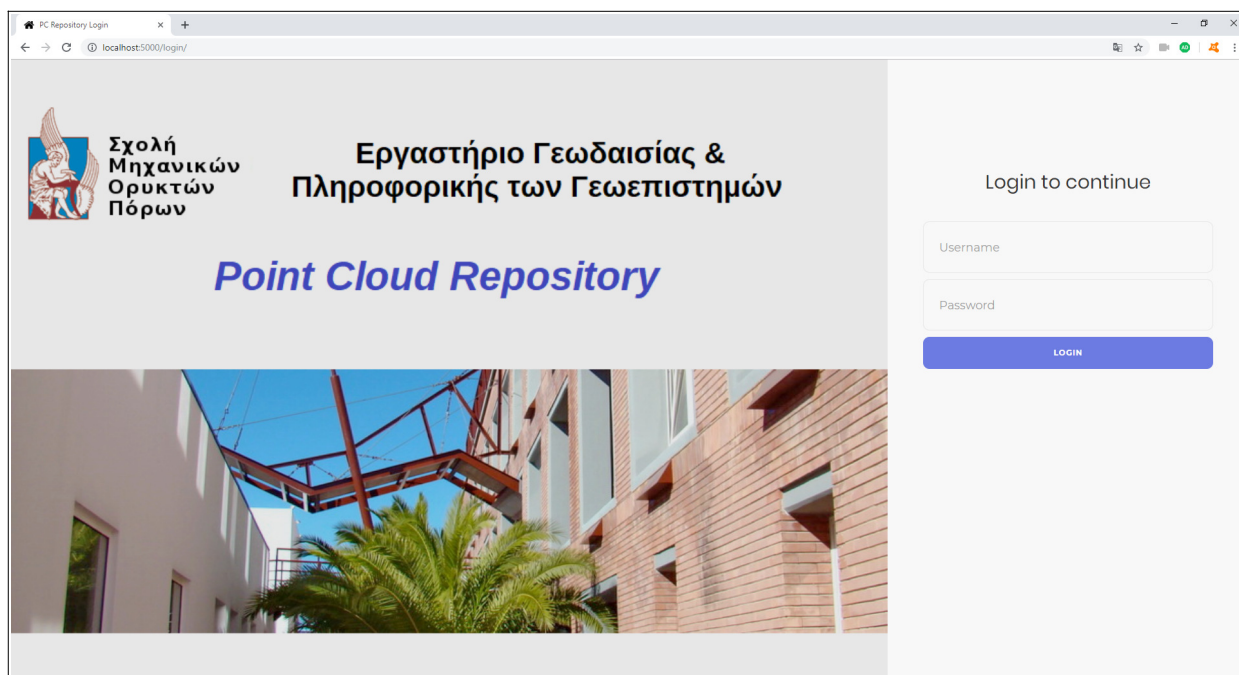 PC Repository Login
localhost:5000/login/
Σχολή
Μηχανικών
Ορυκτών
Πόρων
Εργαστήριο Γεωδαισίας &
Πληροφορικής των Γεωεπιστημών
Point Cloud Repository
Login to continue
Username
Password
LOGIN